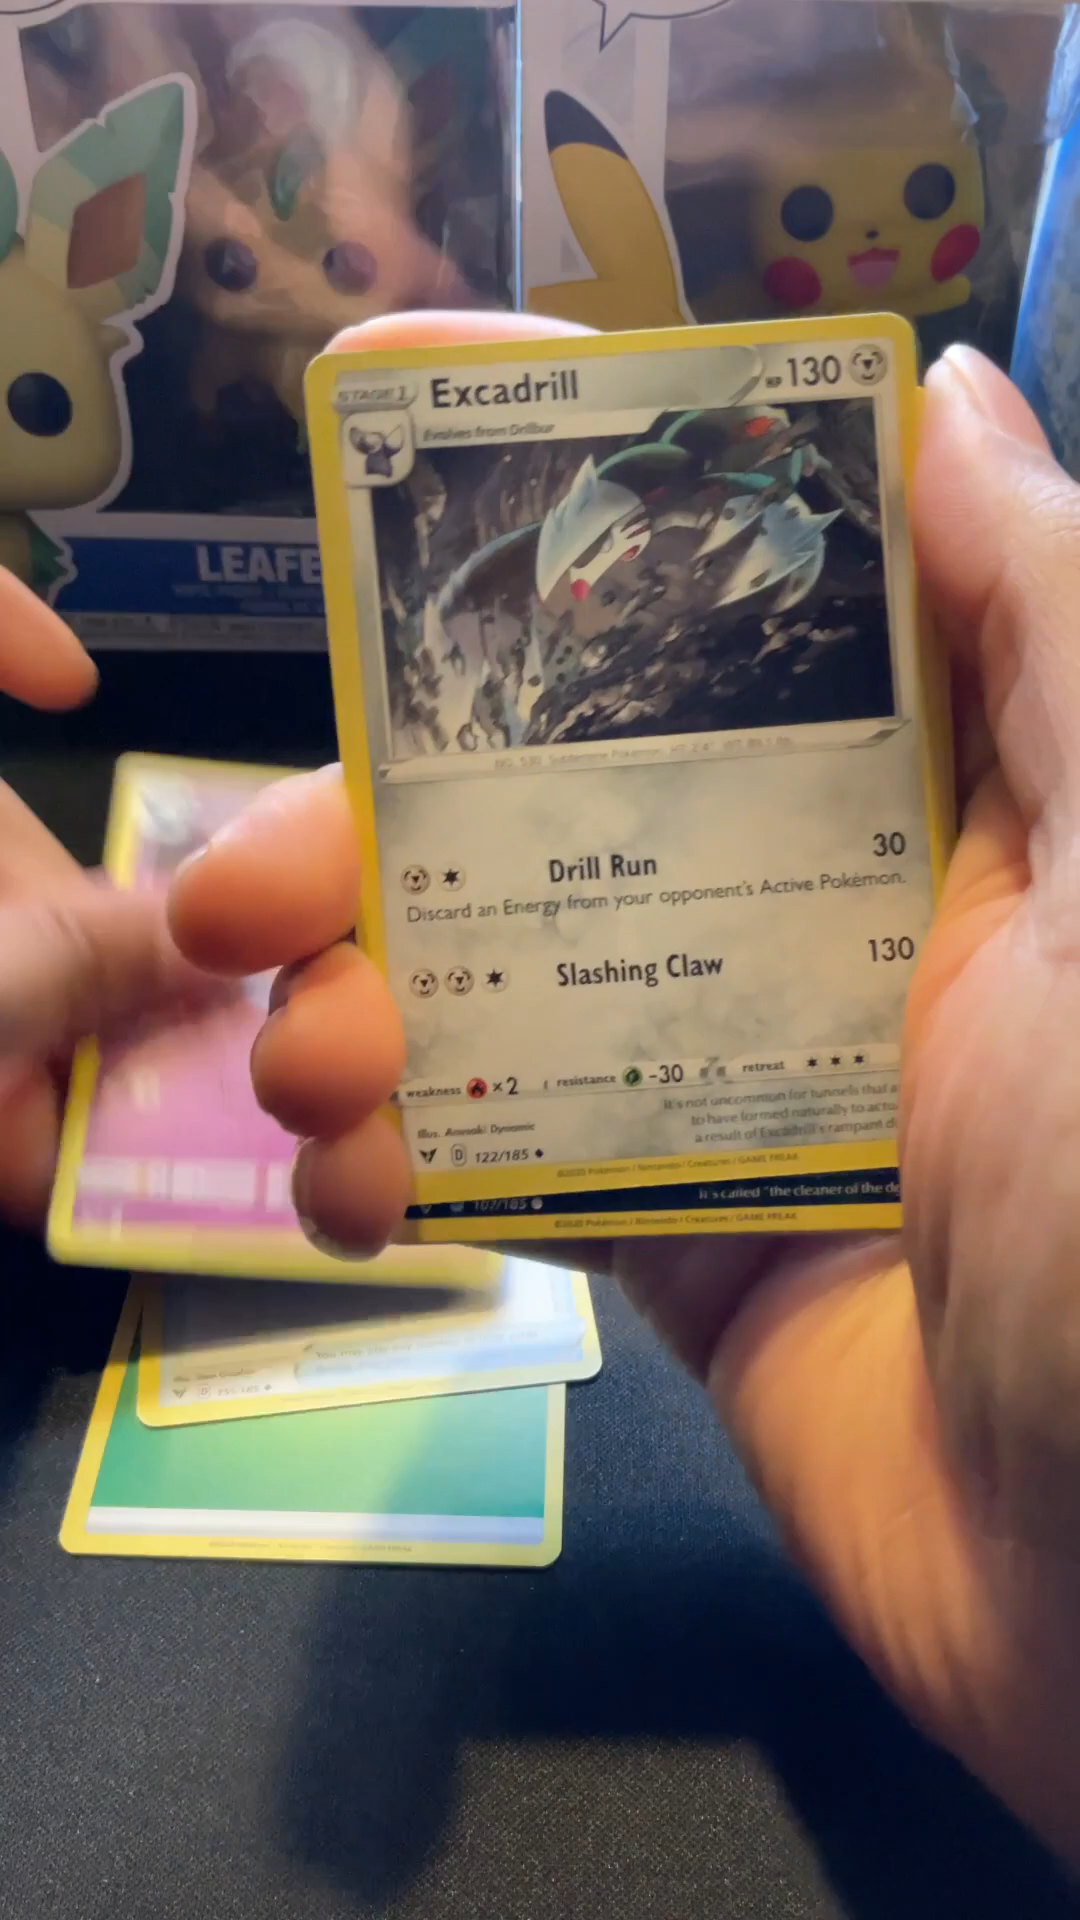 LEAFE
STAGE 1 Excadrill HP 130
Evolves from Drilbur
NO. 530 Subterrene Pokémon HT: 2'4" WT: 89.1 lbs.
Drill Run 30
Discard an Energy from your opponent's Active Pokémon.
Slashing Claw 130
weakness ×2 resistance -30 retreat
It's not uncommon for tunnels that a
to have formed naturally to actu
a result of Excadrill's rampant d
Illus. Anesaki Dynamic
D 122/185
©2020 Pokémon / Nintendo / Creatures / GAME FREAK
It's called "the cleaner of the de
107/185
©2020 Pokémon / Nintendo / Creatures / GAME FREAK